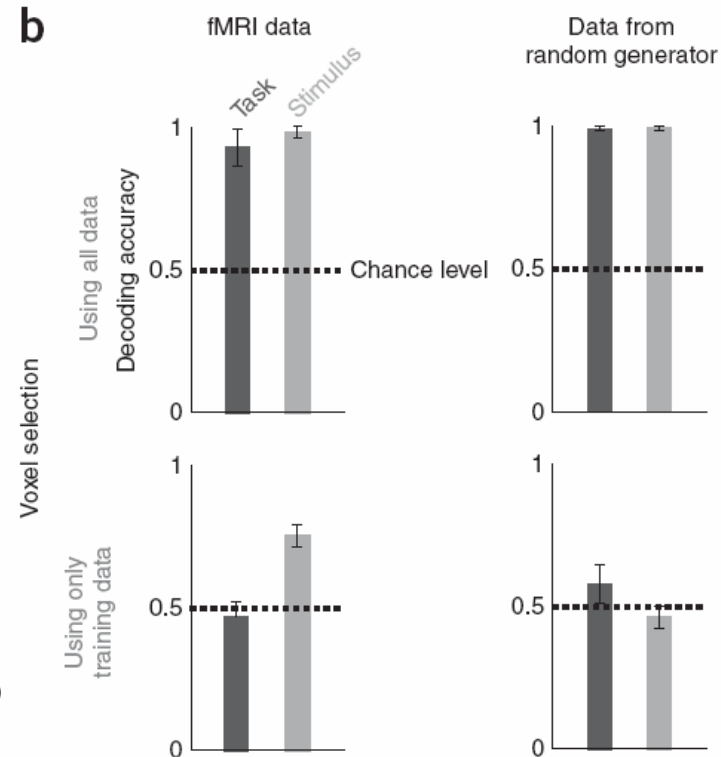 b
fMRI data
Data from
random generator
Task
Stimulus
Voxel selection
Using all data
Decoding accuracy
1
0.5
0
Chance level
1
0.5
0
Using only
training data
1
0.5
0
1
0.5
0